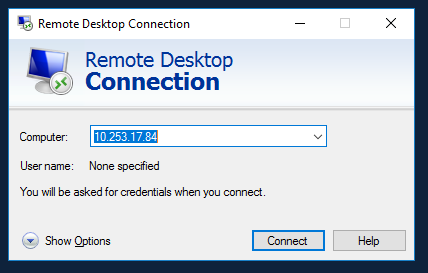 Remote Desktop Connection
Remote Desktop
Connection
Computer: 10.253.17.84
User name: None specified
You will be asked for credentials when you connect.
Show Options Connect Help